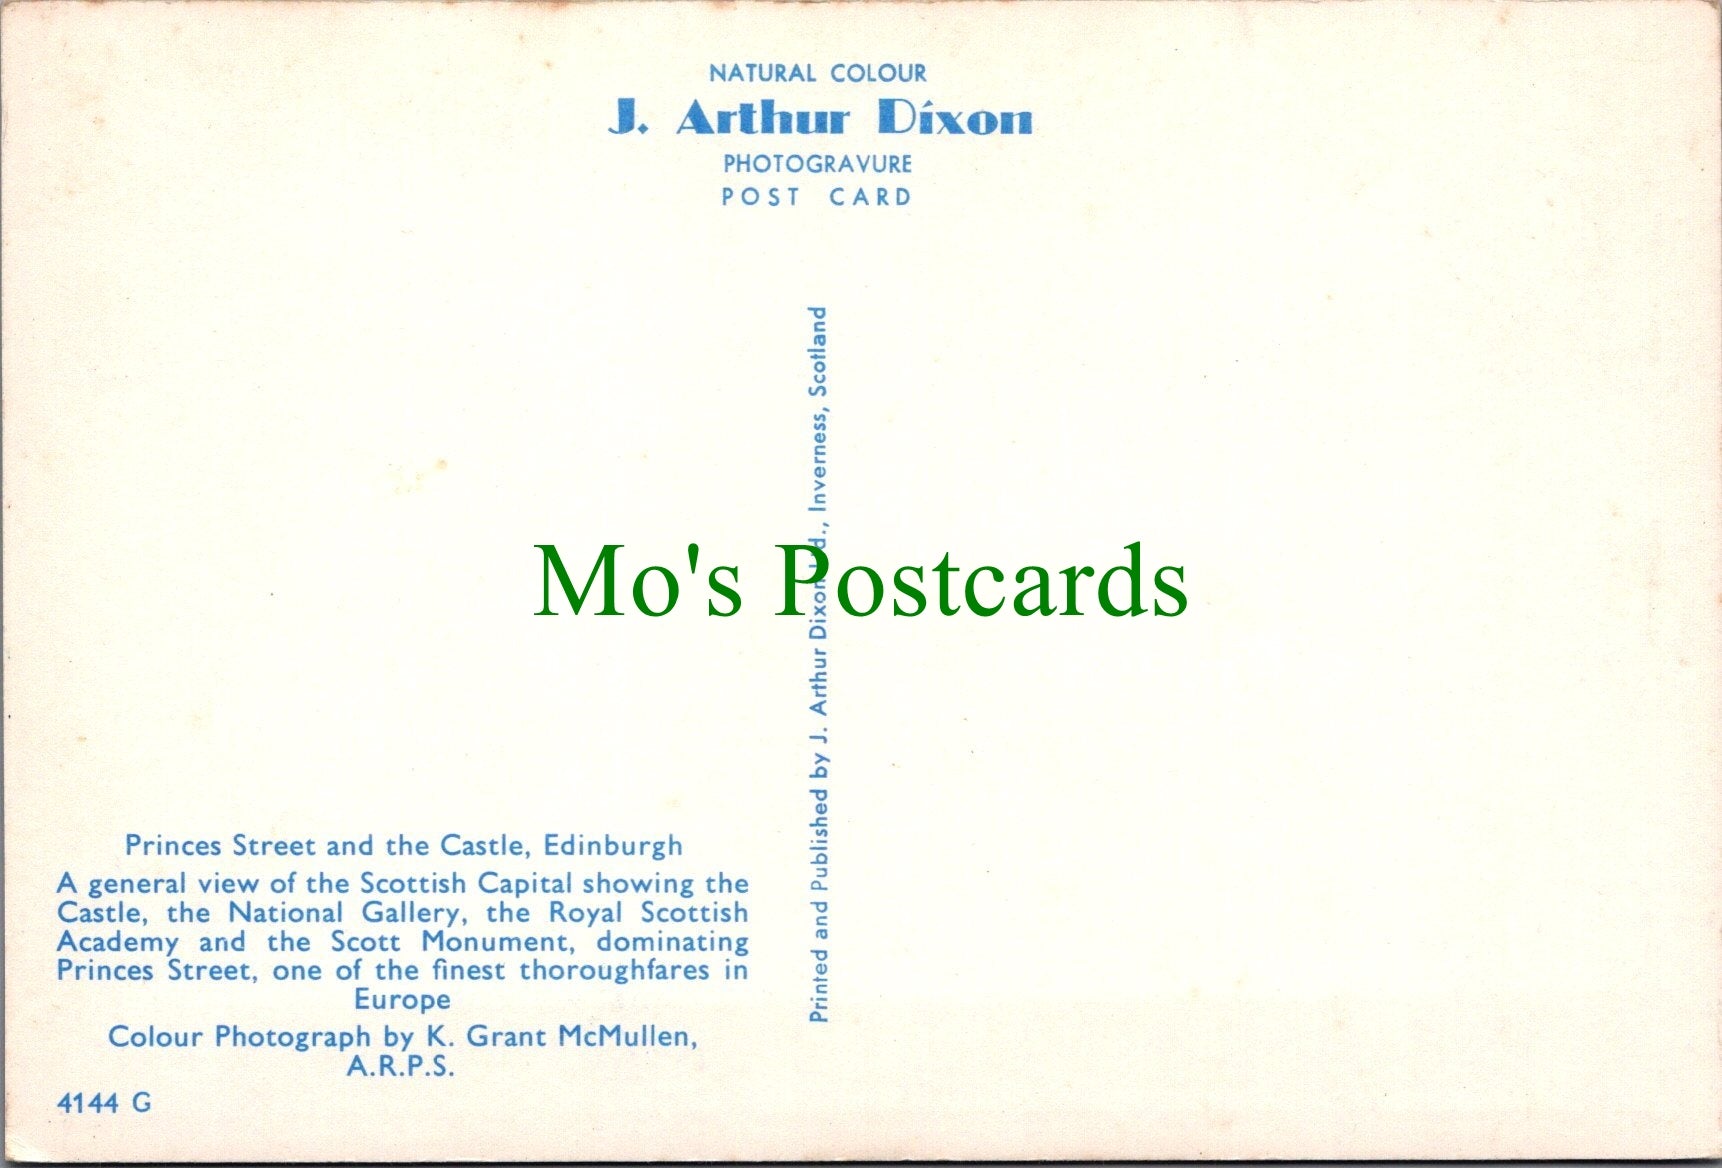 NATURAL COLOUR
J. Arthur Dixon
PHOTOGRAVURE
POST CARD
Printed and Published by J. Arthur Dixon Ltd., Inverness, Scotland
Mo's Postcards
Princes Street and the Castle, Edinburgh
A general view of the Scottish Capital showing the
Castle, the National Gallery, the Royal Scottish
Academy and the Scott Monument, dominating
Princes Street, one of the finest thoroughfares in
Europe
Colour Photograph by K. Grant McMullen,
A.R.P.S.
4144 G